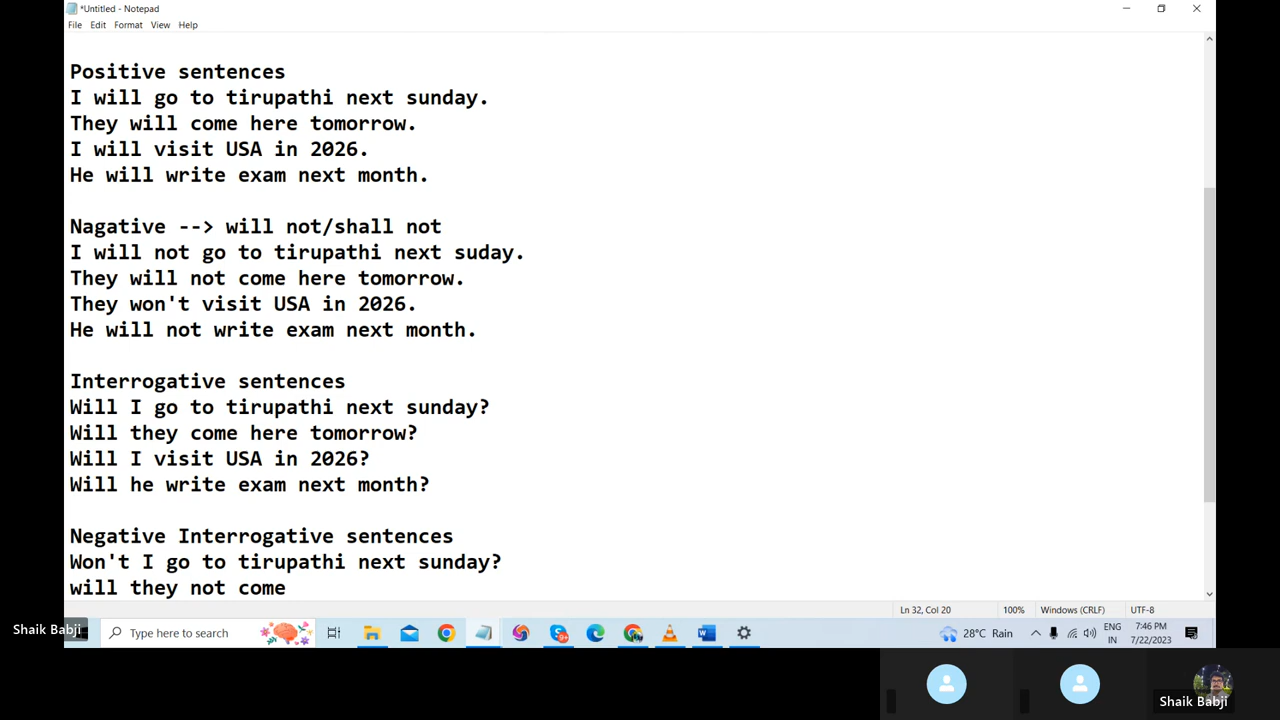 *Untitled - Notepad
File Edit Format View Help
Positive sentences
I will go to tirupathi next sunday.
They will come here tomorrow.
I will visit USA in 2026.
He will write exam next month.
Nagative --> will not/shall not
I will not go to tirupathi next suday.
They will not come here tomorrow.
They won't visit USA in 2026.
He will not write exam next month.
Interrogative sentences
Will I go to tirupathi next sunday?
Will they come here tomorrow?
Will I visit USA in 2026?
Will he write exam next month?
Negative Interrogative sentences
Won't I go to tirupathi next sunday?
will they not come
Ln 32, Col 20 100% Windows (CRLF) UTF-8
Shaik Babji
Type here to search
28°C Rain
ENG
IN
7:46 PM
7/22/2023
Shaik Babji